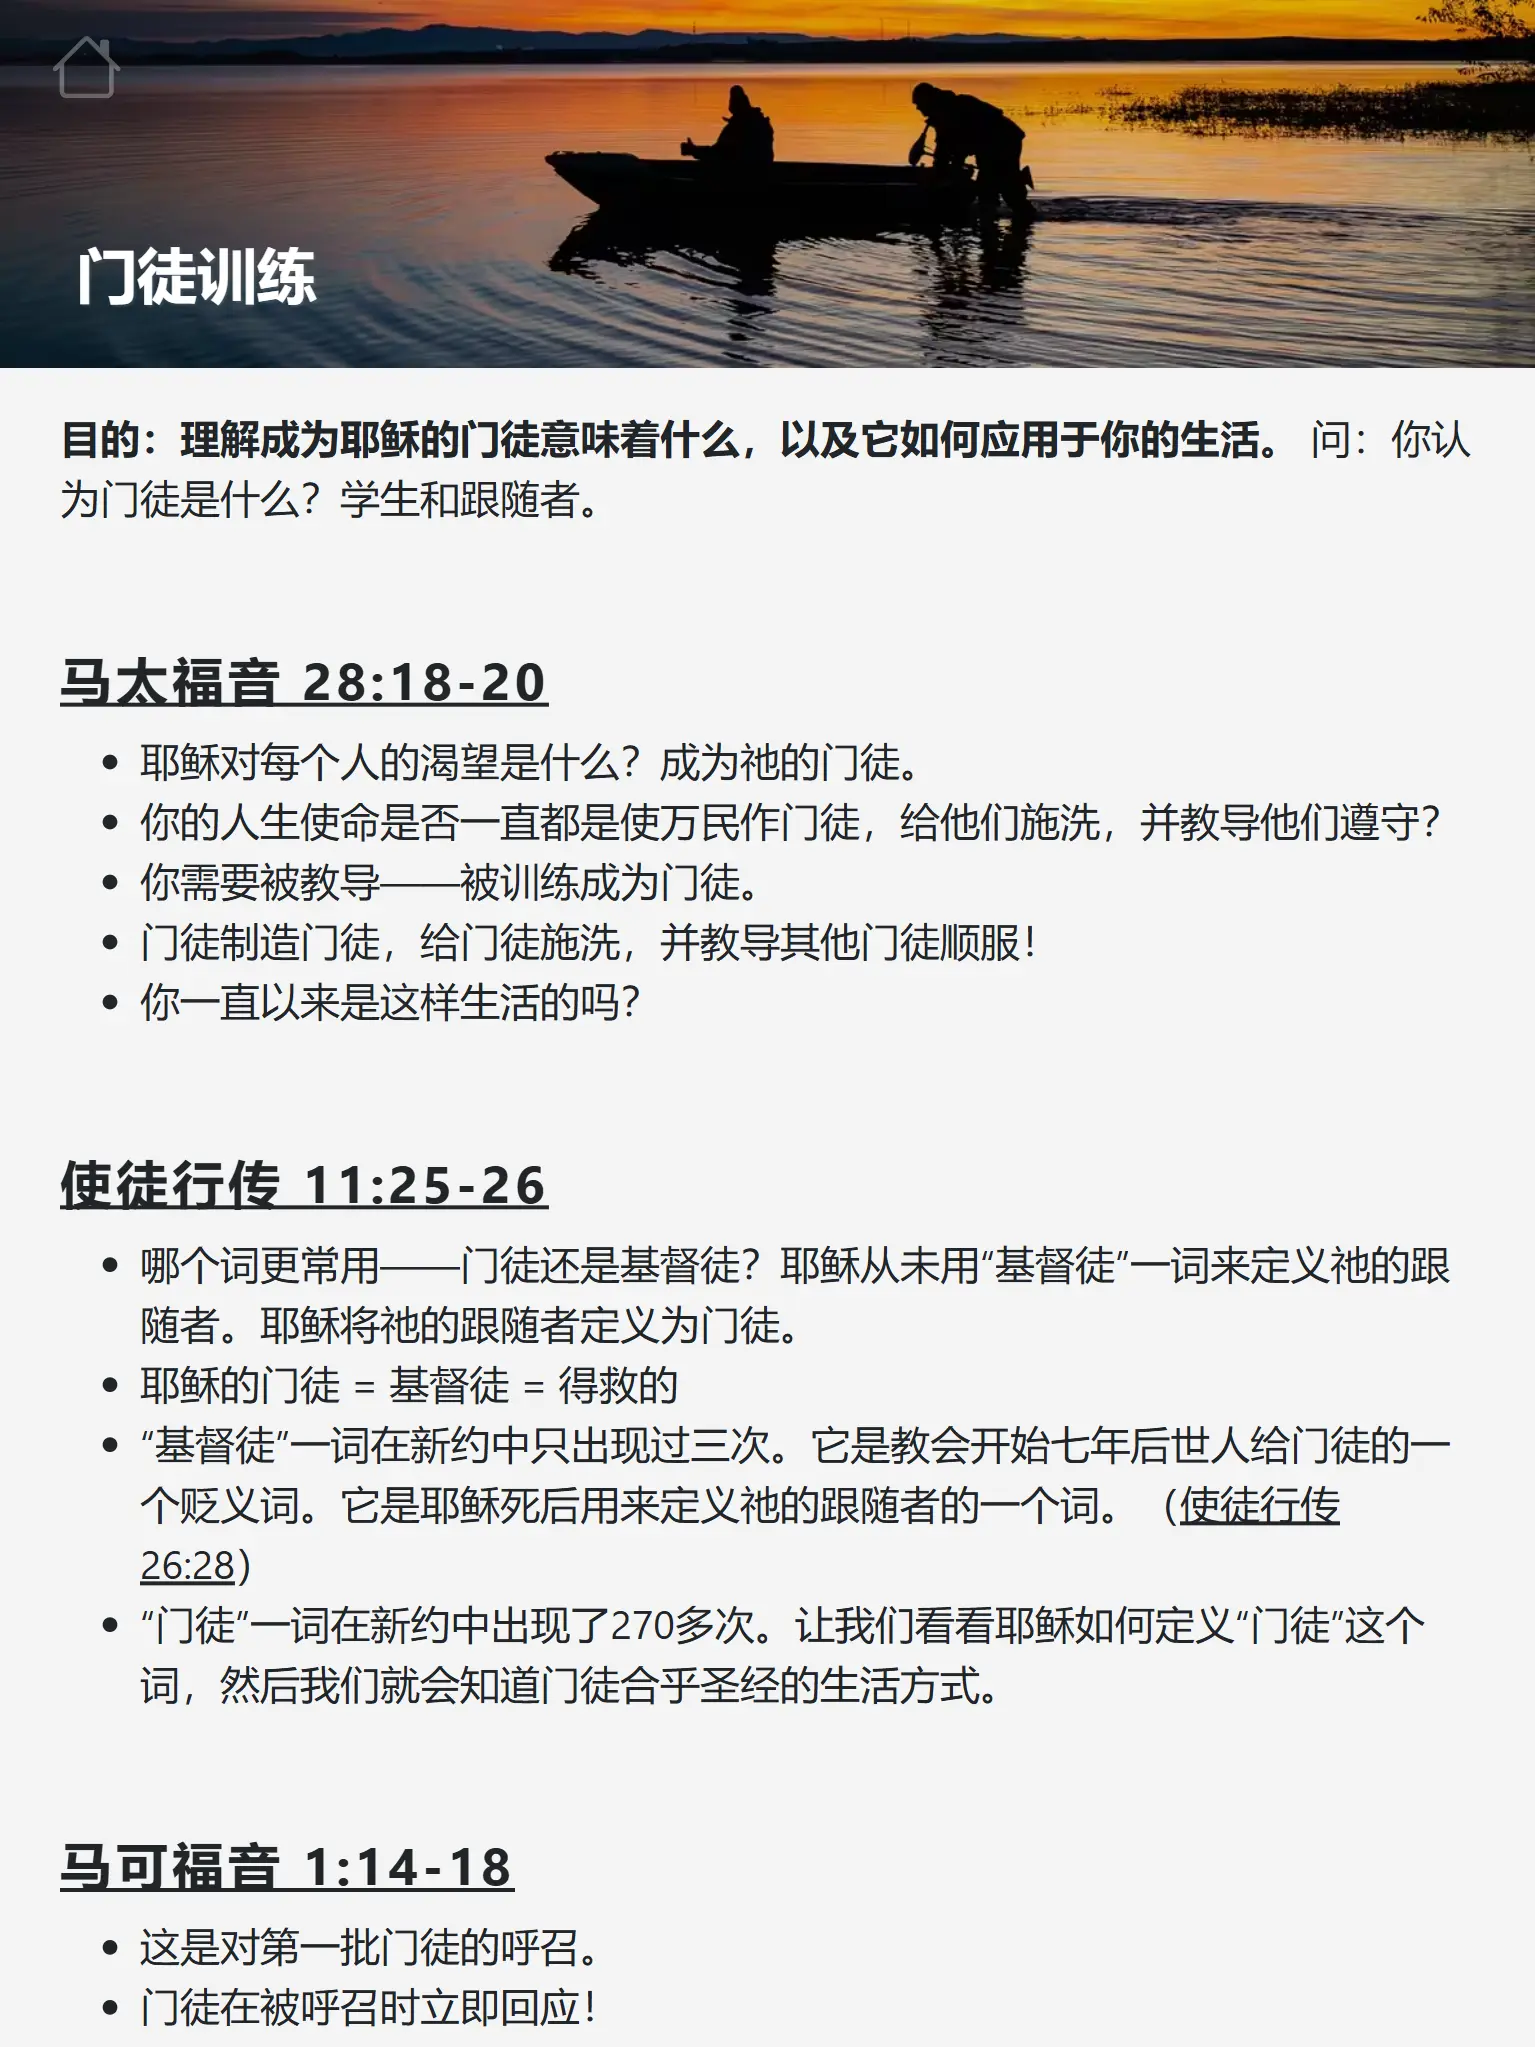 门徒训练
目的：理解成为耶稣的门徒意味着什么，以及它如何应用于你的生活。 问：你认
为门徒是什么？学生和跟随者。
马太福音 28:18-20
耶稣对每个人的渴望是什么？成为祂的门徒。
你的人生使命是否一直都是使万民作门徒，给他们施洗，并教导他们遵守？
你需要被教导——被训练成为门徒。
门徒制造门徒，给门徒施洗，并教导其他门徒顺服！
你一直以来是这样生活的吗？
使徒行传 11:25-26
哪个词更常用——门徒还是基督徒？耶稣从未用“基督徒”一词来定义祂的跟
随者。耶稣将祂的跟随者定义为门徒。
耶稣的门徒 = 基督徒 = 得救的
“基督徒”一词在新约中只出现过三次。它是教会开始七年后世人给门徒的一
个贬义词。它是耶稣死后用来定义祂的跟随者的一个词。（使徒行传
26:28）
“门徒”一词在新约中出现了270多次。让我们看看耶稣如何定义“门徒”这个
词，然后我们就会知道门徒合乎圣经的生活方式。
马可福音 1:14-18
这是对第一批门徒的呼召。
门徒在被呼召时立即回应！